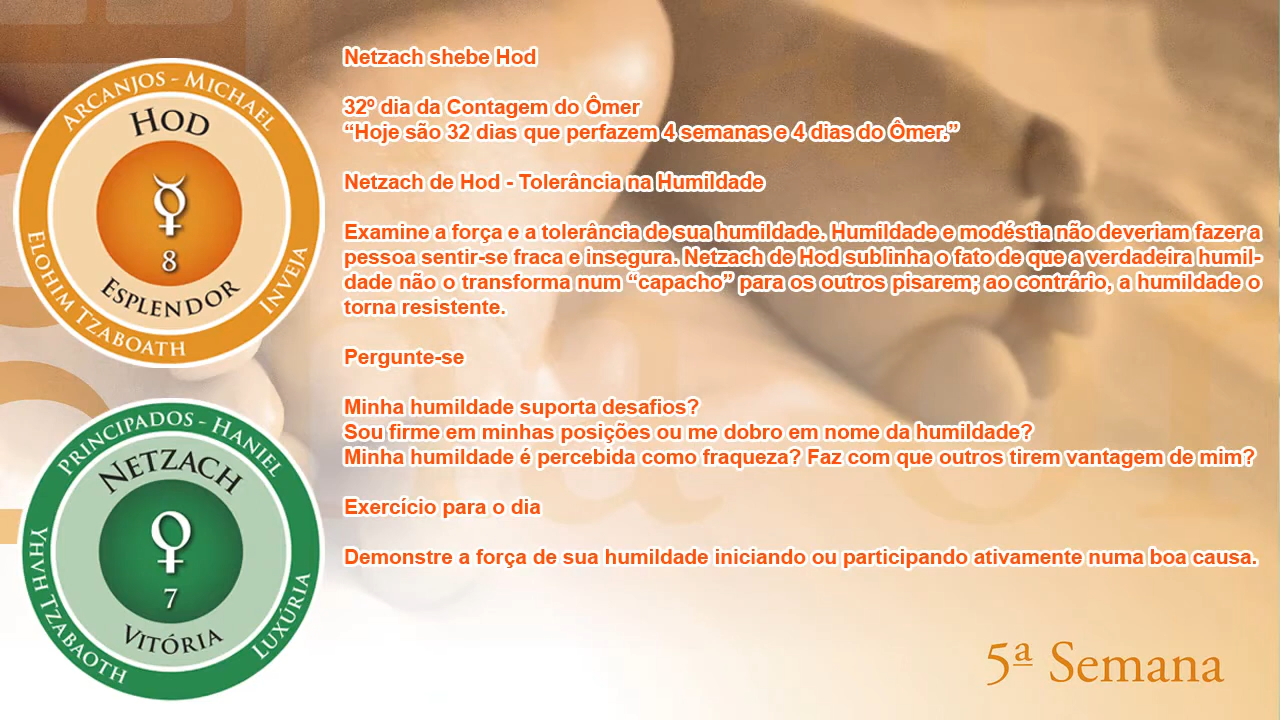 ARCANJOS - MICHAEL
HOD
8
ESPLENDOR
ELOHIM TZABOATH
INVEJA
PRINCIPADOS - HANIEL
NETZACH
7
VITÓRIA
YHVH TZABAOTH
LUXÚRIA
Netzach shebe Hod
32º dia da Contagem do Ômer
“Hoje são 32 dias que perfazem 4 semanas e 4 dias do Ômer.”
Netzach de Hod - Tolerância na Humildade
Examine a força e a tolerância de sua humildade. Humildade e modéstia não deveriam fazer a
pessoa sentir-se fraca e insegura. Netzach de Hod sublinha o fato de que a verdadeira humil-
dade não o transforma num “capacho” para os outros pisarem; ao contrário, a humildade o
torna resistente.
Pergunte-se
Minha humildade suporta desafios?
Sou firme em minhas posições ou me dobro em nome da humildade?
Minha humildade é percebida como fraqueza? Faz com que outros tirem vantagem de mim?
Exercício para o dia
Demonstre a força de sua humildade iniciando ou participando ativamente numa boa causa.
5ª Semana